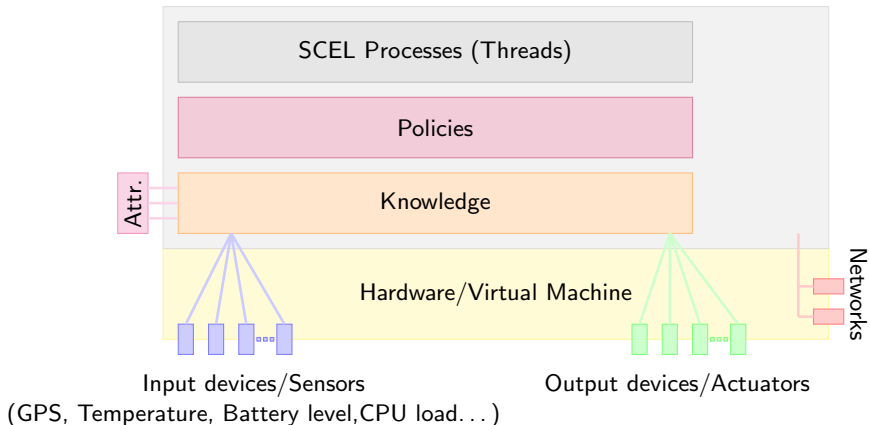 SCEL Processes (Threads)
Policies
Attr.
Knowledge
Hardware/Virtual Machine
Networks
Input devices/Sensors
(GPS, Temperature, Battery level,CPU load...)
Output devices/Actuators